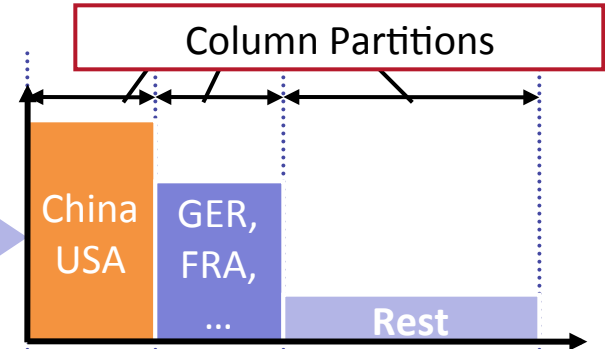 Column Partitions
China
USA
GER,
FRA,
...
Rest